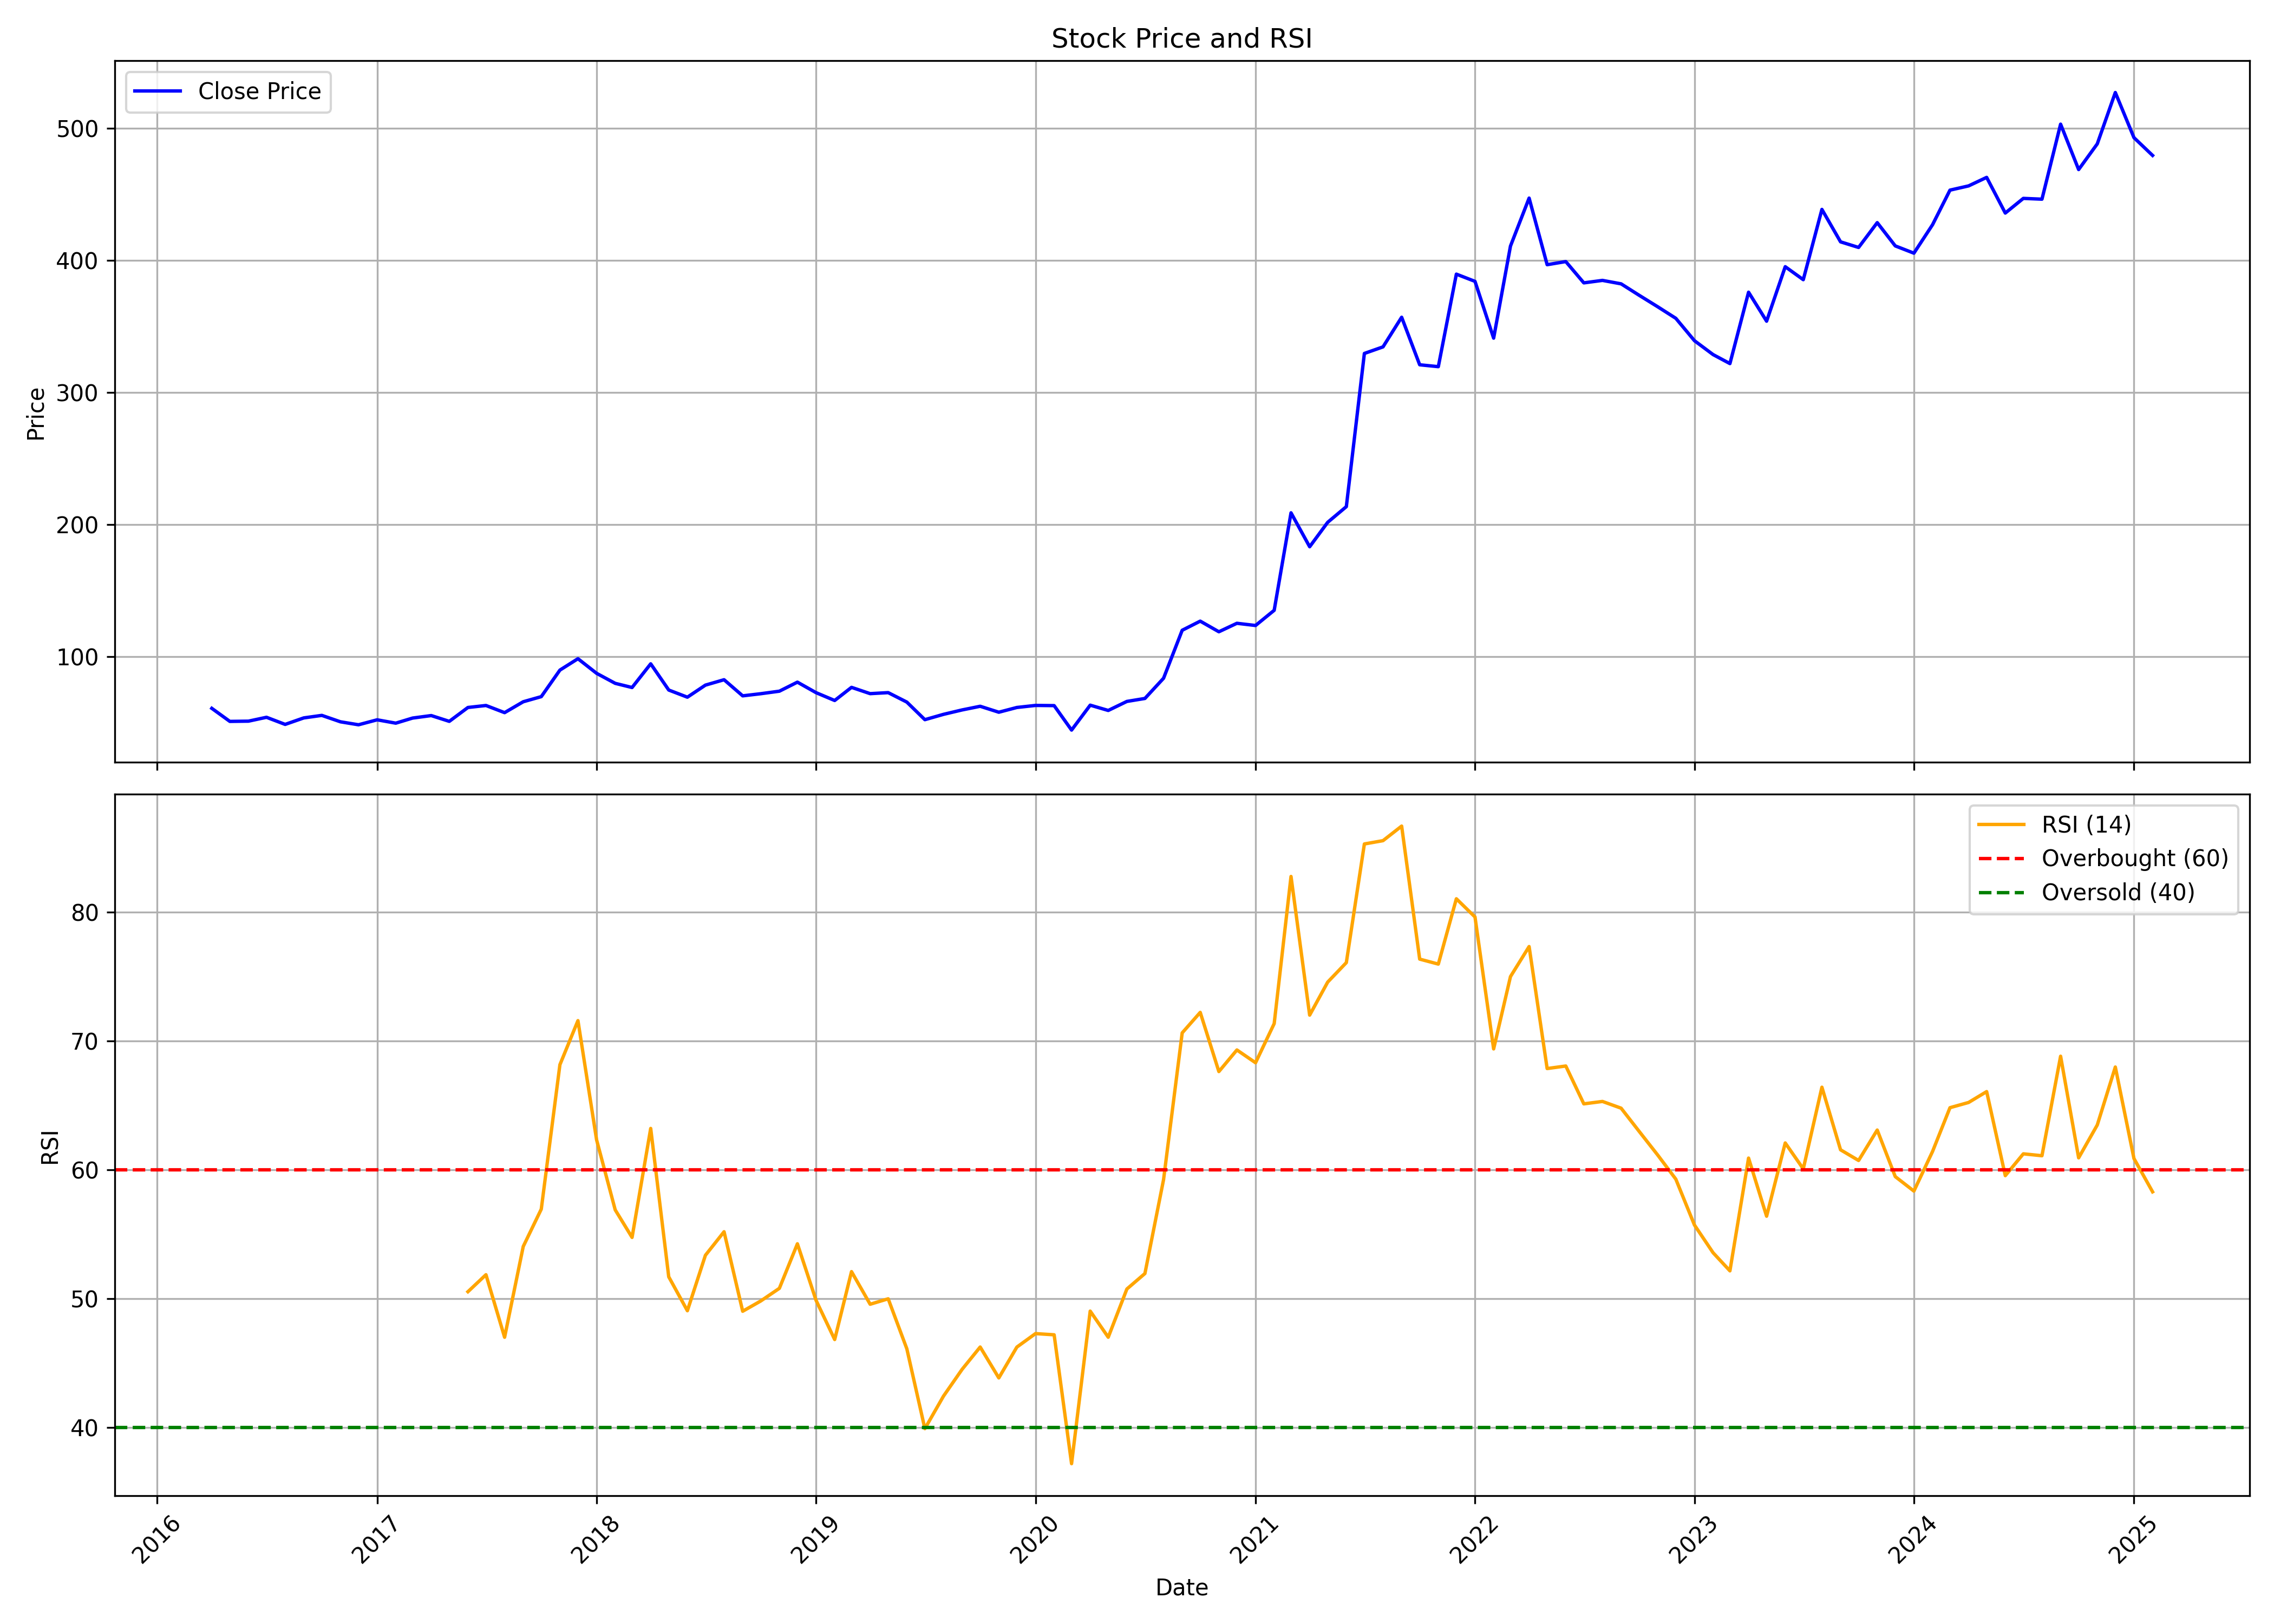 Stock Price and RSI
Close Price
500
400
300
200
100
Price
RSI (14)
Overbought (60)
Oversold (40)
80
70
60
50
40
RSI
2016
2017
2018
2019
2020
2021
2022
2023
2024
2025
Date